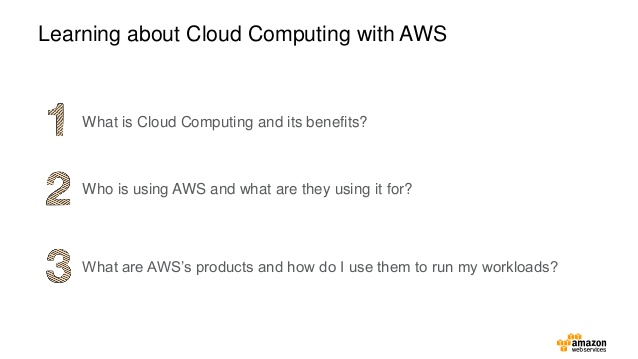 Learning about Cloud Computing with AWS
1 What is Cloud Computing and its benefits?
2 Who is using AWS and what are they using it for?
3 What are AWS's products and how do I use them to run my workloads?
amazon
webservices